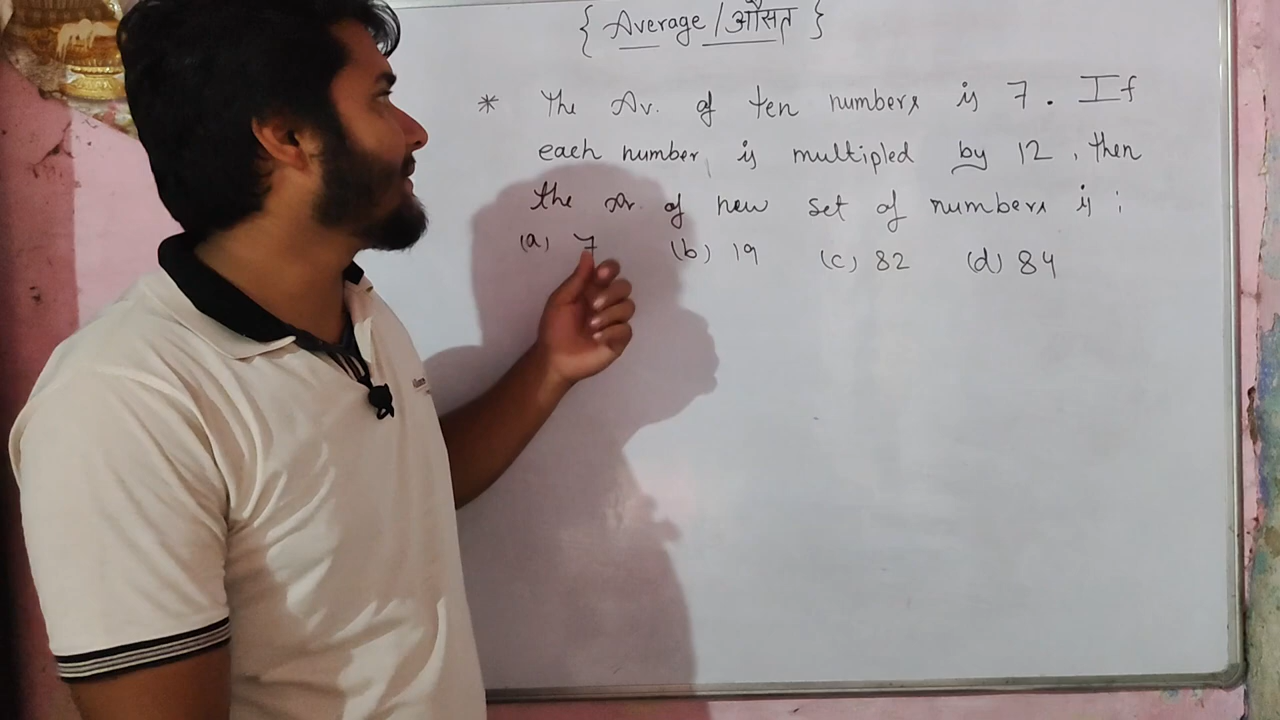 { Average / औसत }
* The Av. of ten numbers is 7. If
each number is multipled by 12, then
the Av. of new set of numbers is :
(a) 7 (b) 19 (c) 82 (d) 84